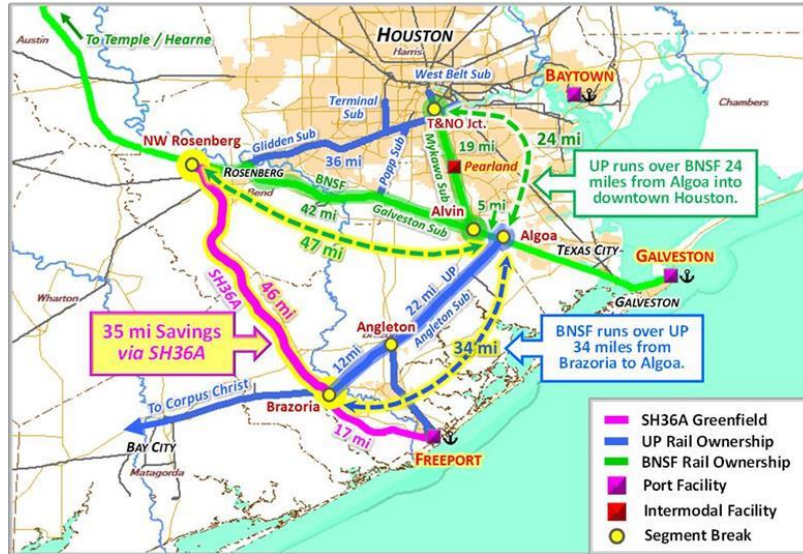 To Temple / Hearne
Austin
HOUSTON
Harris
West Belt Sub
BAYTOWN
Chambers
Terminal
Sub
T&NO Jct.
24 mi
NW Rosenberg
Glidden Sub
36 mi
Popp Sub
19 mi
Mykawa Sub
Pearland
UP runs over BNSF 24
miles from Algoa into
downtown Houston.
ROSENBERG
Bend
BNSF
42 mi
Galveston Sub
Alvin
5 mi
Algoa
47 mi
TEXAS CITY
GALVESTON
GALVESTON
Wharton
SH36A
46 mi
22 mi UP
Angleton Sub
35 mi Savings
via SH36A
Angleton
12mi
34 mi
BNSF runs over UP
34 miles from
Brazoria to Algoa.
To Corpus Christ
Brazoria
BAY CITY
Matagorda
17 mi
FREEPORT
SH36A Greenfield
UP Rail Ownership
BNSF Rail Ownership
Port Facility
Intermodal Facility
Segment Break